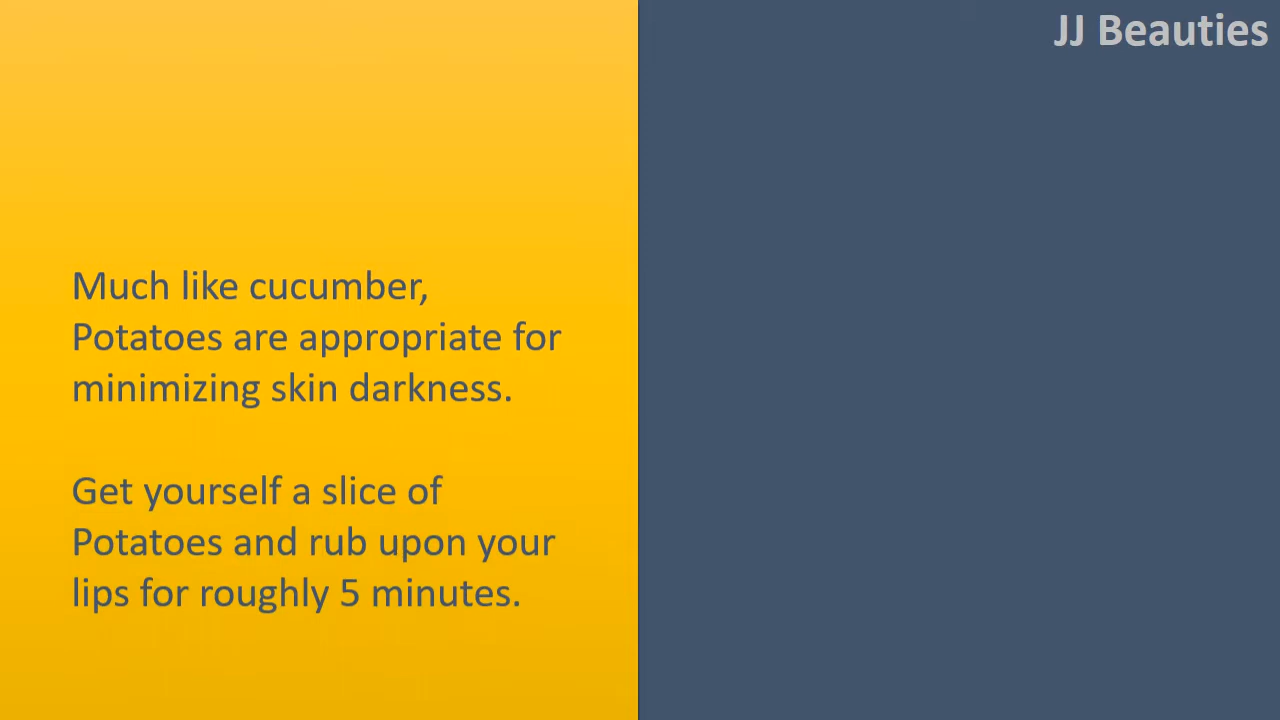 JJ Beauties
Much like cucumber,
Potatoes are appropriate for
minimizing skin darkness.
Get yourself a slice of
Potatoes and rub upon your
lips for roughly 5 minutes.